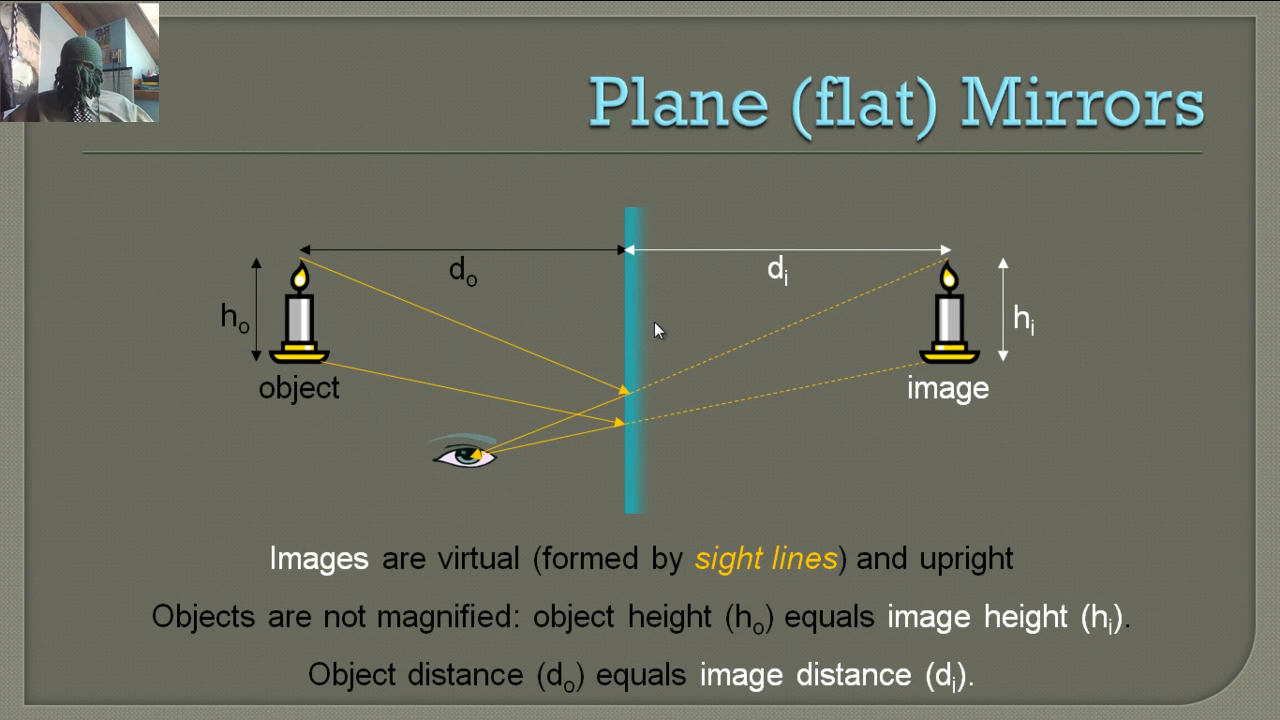 Plane (flat) Mirrors
do
di
ho
hi
object
image
Images are virtual (formed by sight lines) and upright
Objects are not magnified: object height (ho) equals image height (hi).
Object distance (do) equals image distance (di).